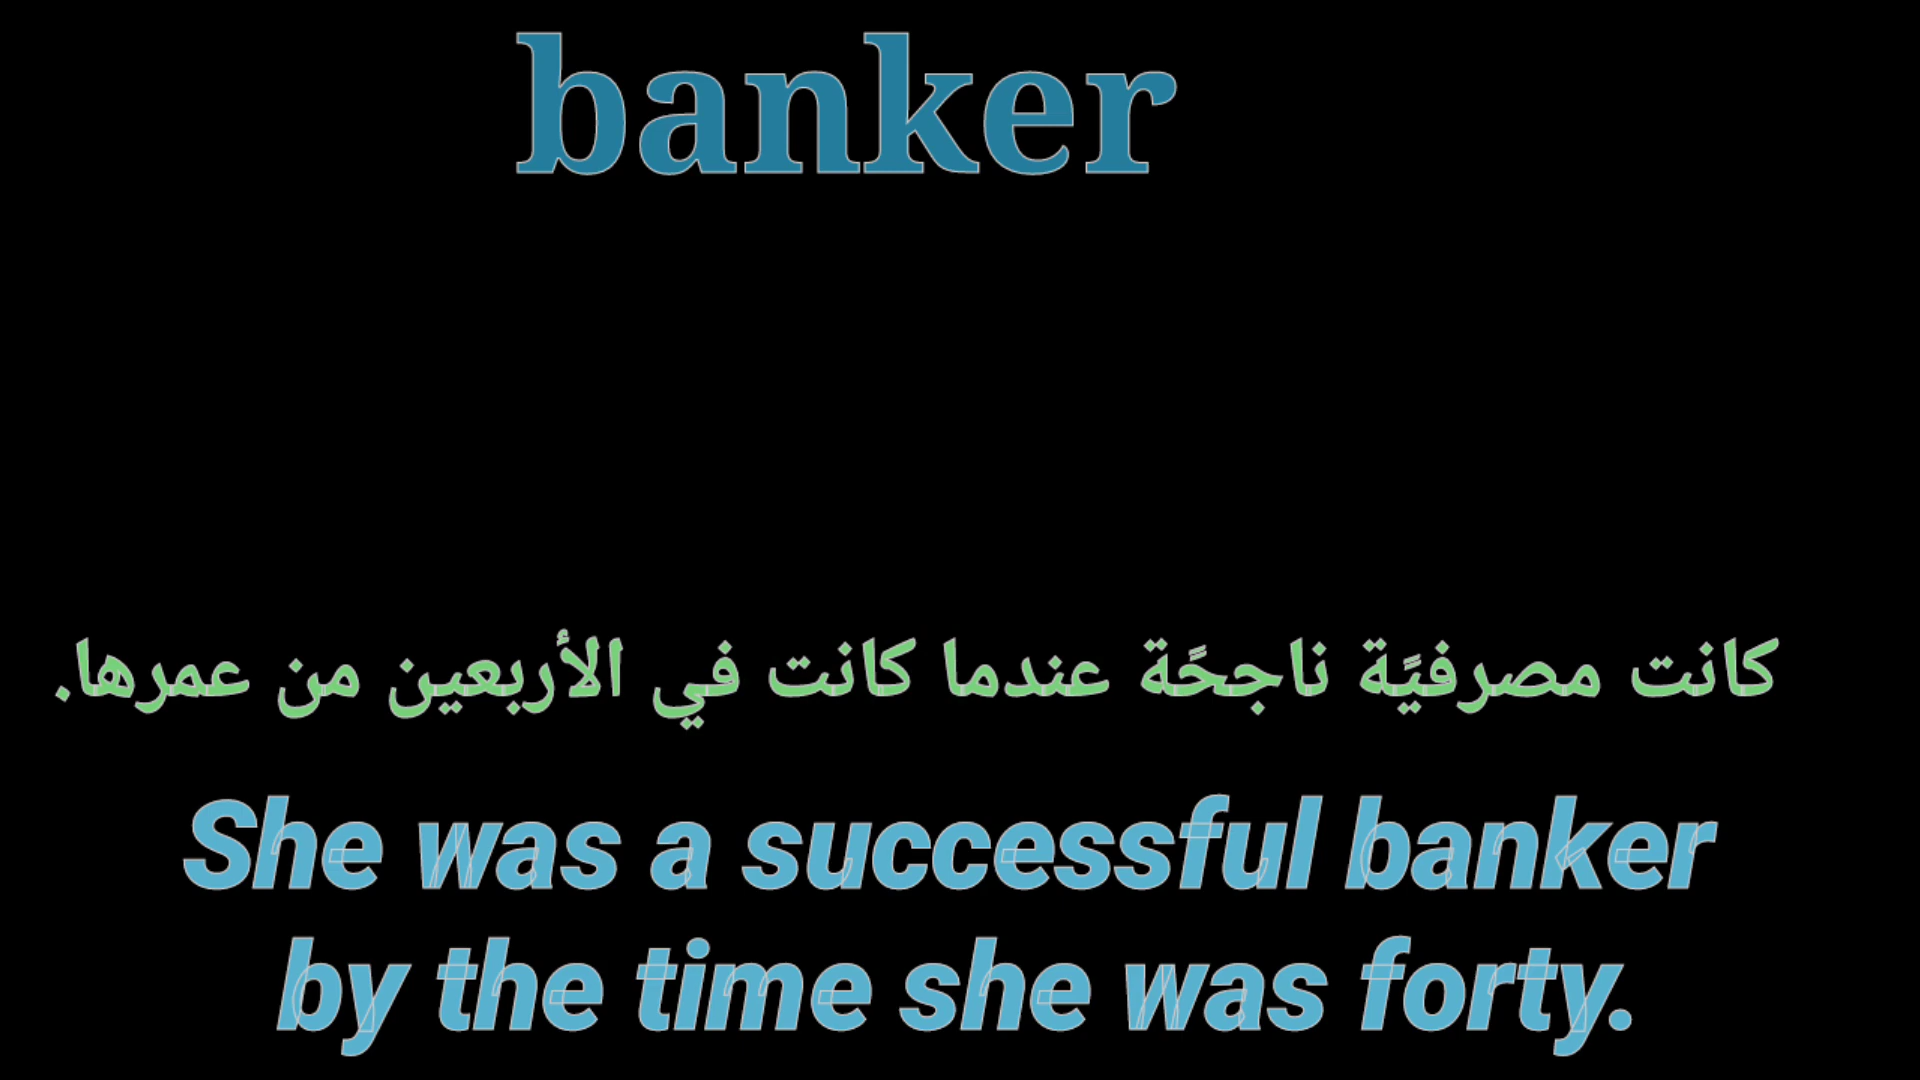 banker
كانت مصرفيًة ناجحًة عندما كانت في الأربعين من عمرها.
She was a successful banker
by the time she was forty.